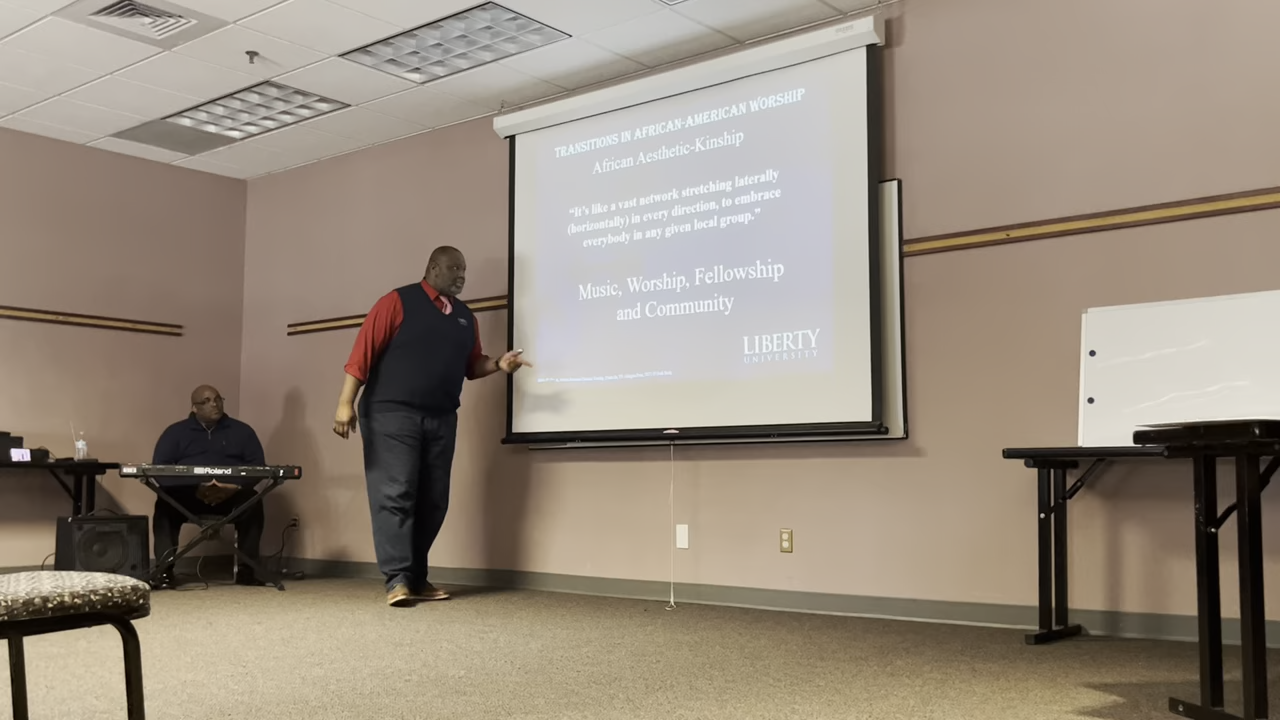 TRANSITIONS IN AFRICAN-AMERICAN WORSHIP
African Aesthetic-Kinship
“It’s like a vast network stretching laterally
(horizontally) in every direction, to embrace
everybody in any given local group.”
Music, Worship, Fellowship
and Community
LIBERTY
UNIVERSITY
Roland